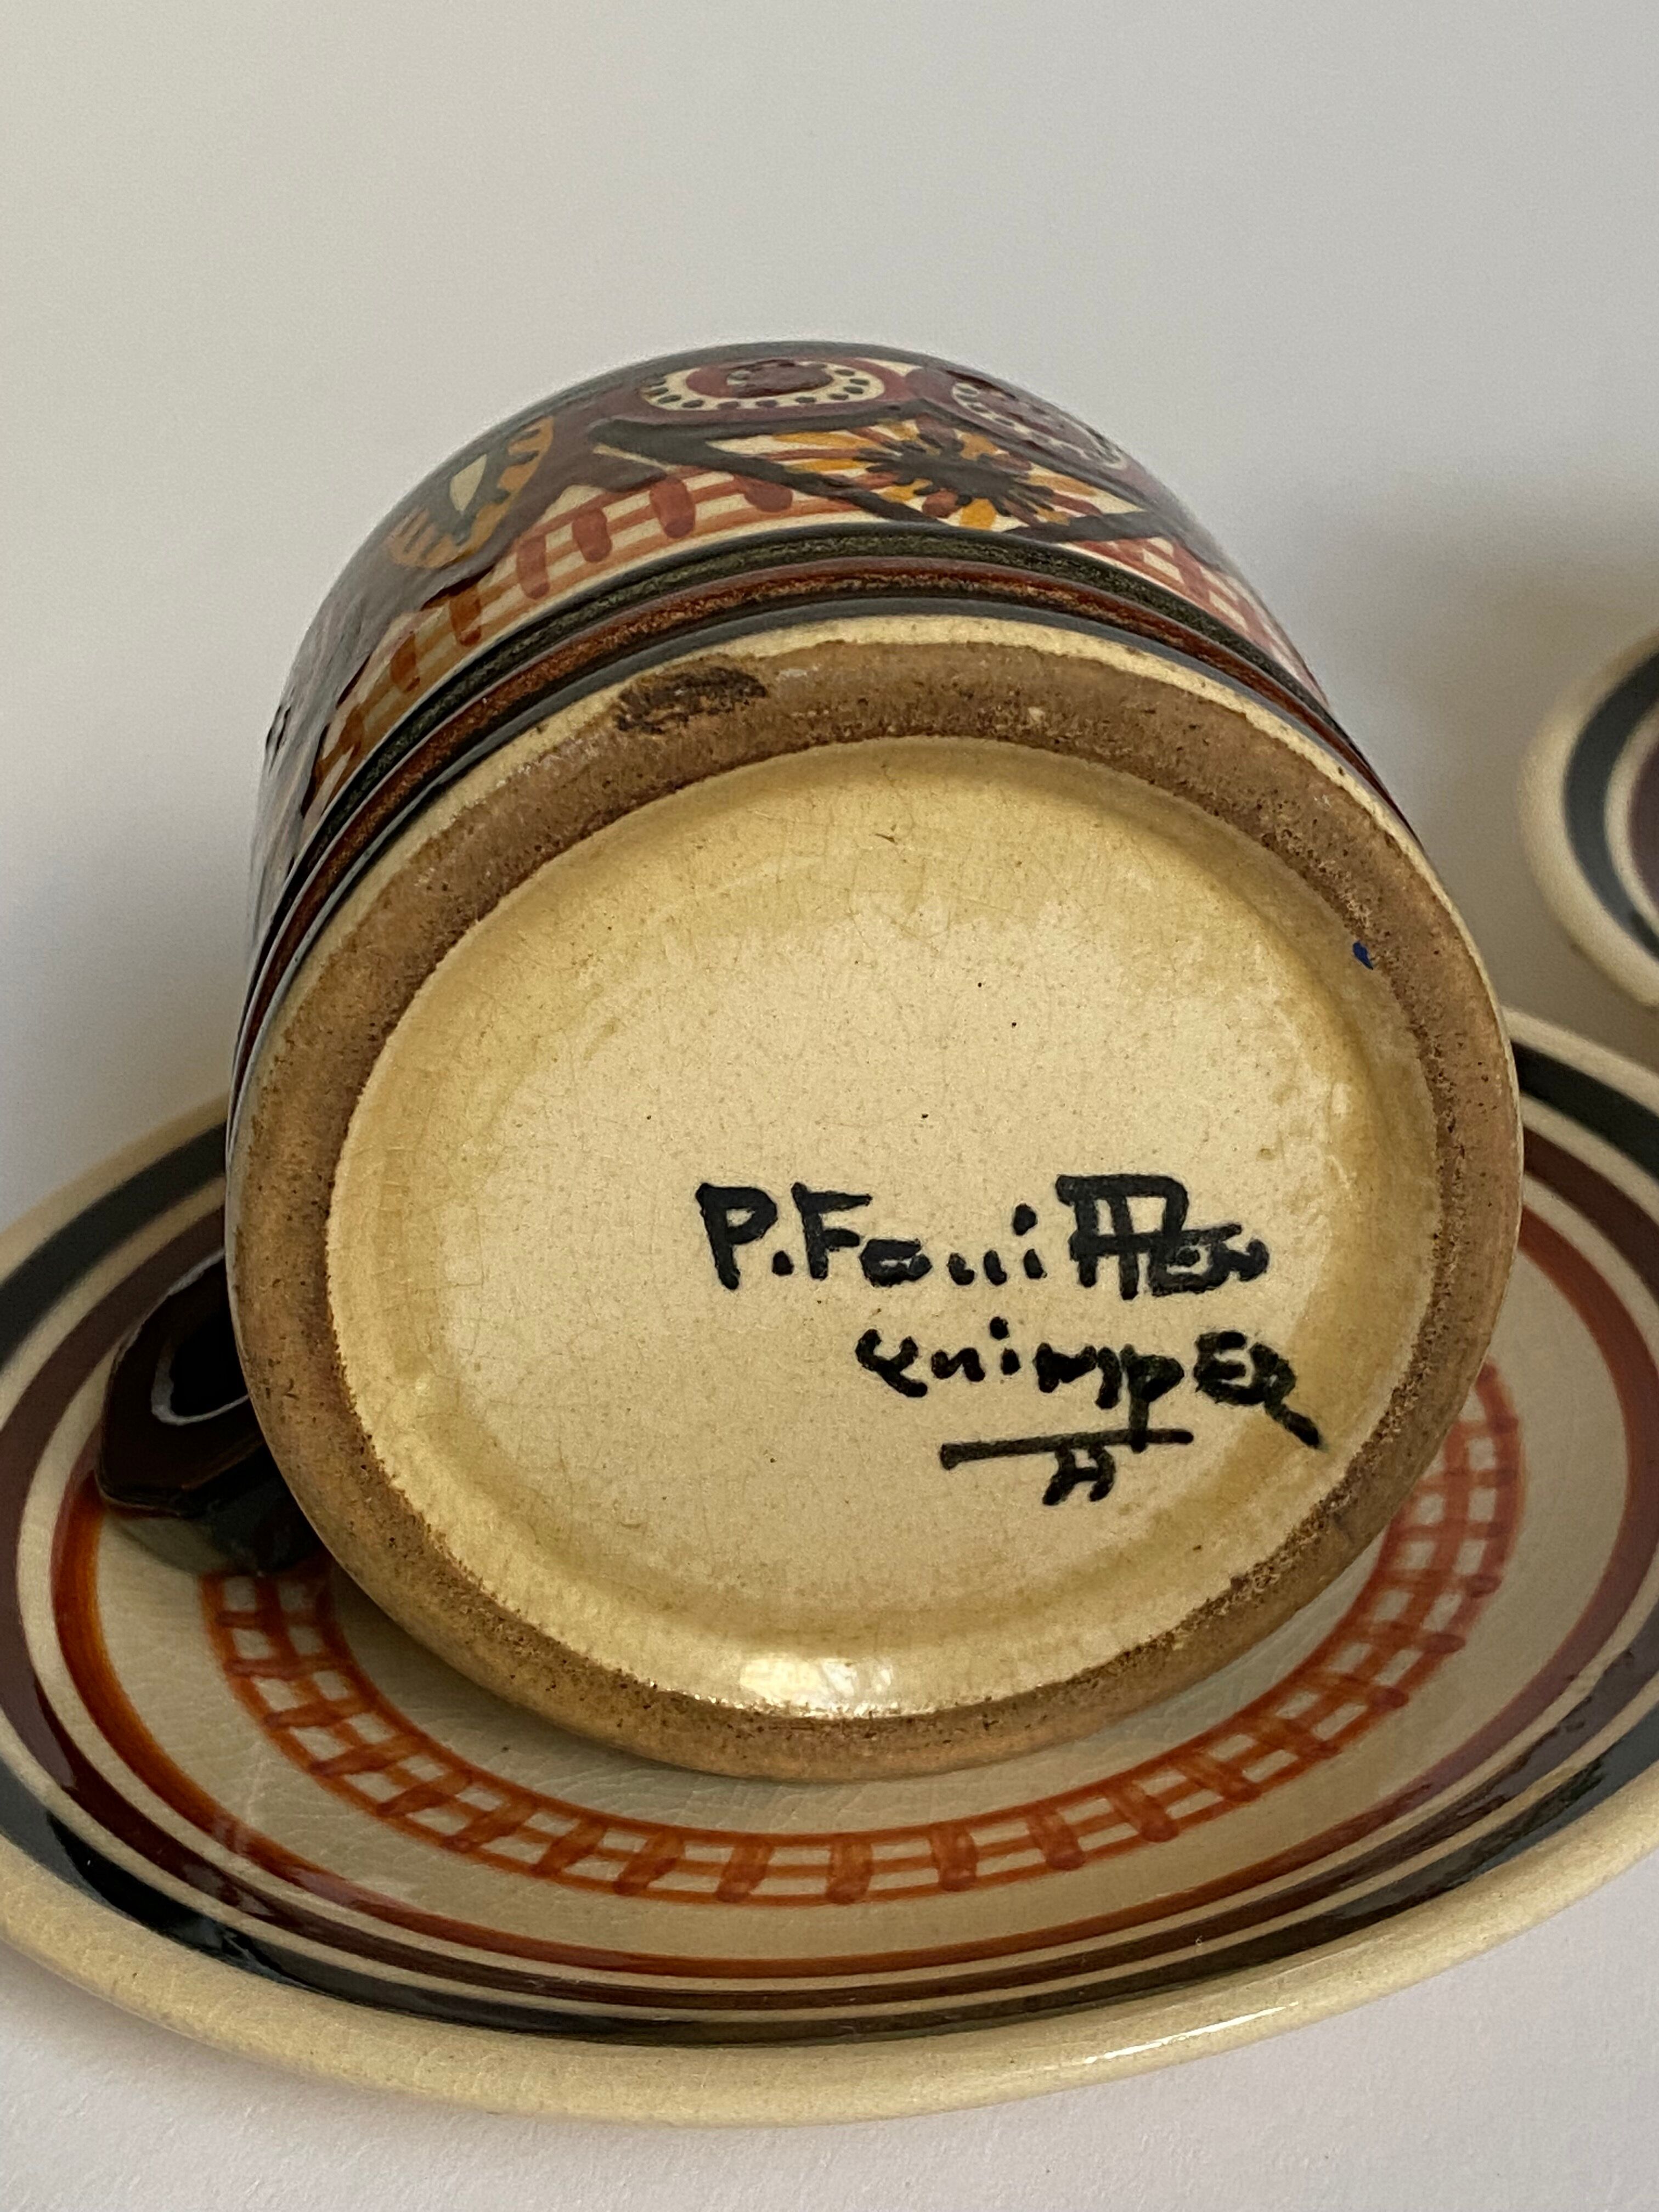 P. Fouillen
QuimpER
H